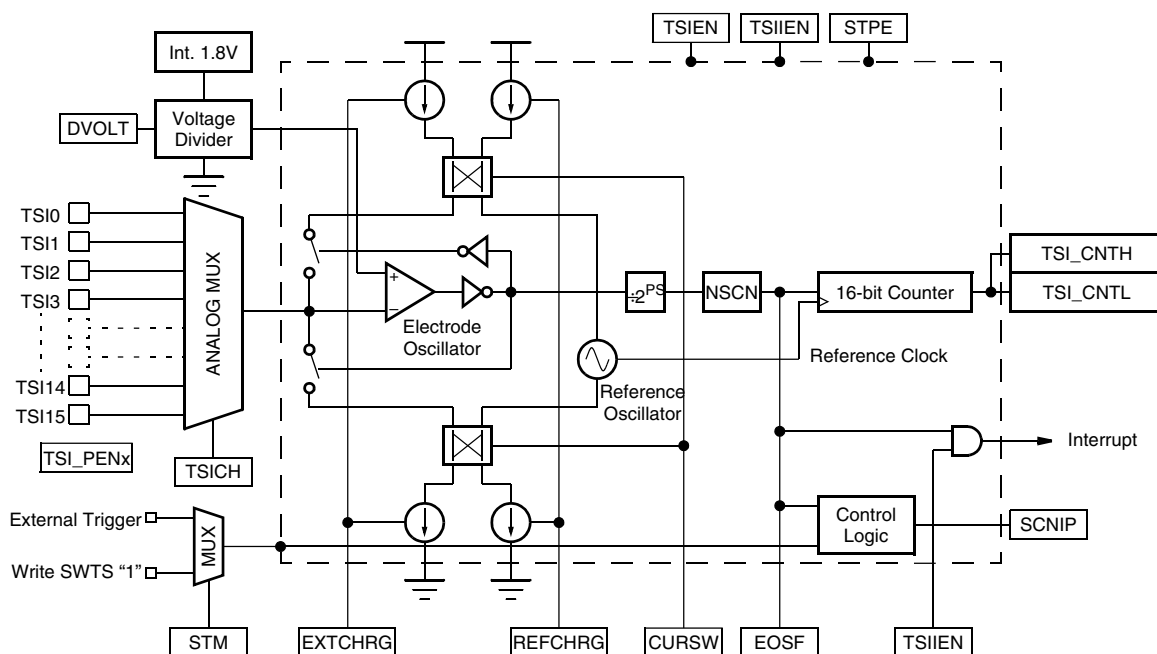 TSIEN
TSIIEN
STPE
Int. 1.8V
DVOLT
Voltage
Divider
TSI0
TSI1
TSI2
TSI3
TSI14
TSI15
ANALOG MUX
+
−
Electrode
Oscillator
÷2PS
NSCN
16-bit Counter
TSI_CNTH
TSI_CNTL
Reference Clock
Reference
Oscillator
Interrupt
TSI_PENx
TSICH
External Trigger
Write SWTS “1”
MUX
Control
Logic
SCNIP
STM
EXTCHRG
REFCHRG
CURSW
EOSF
TSIIEN